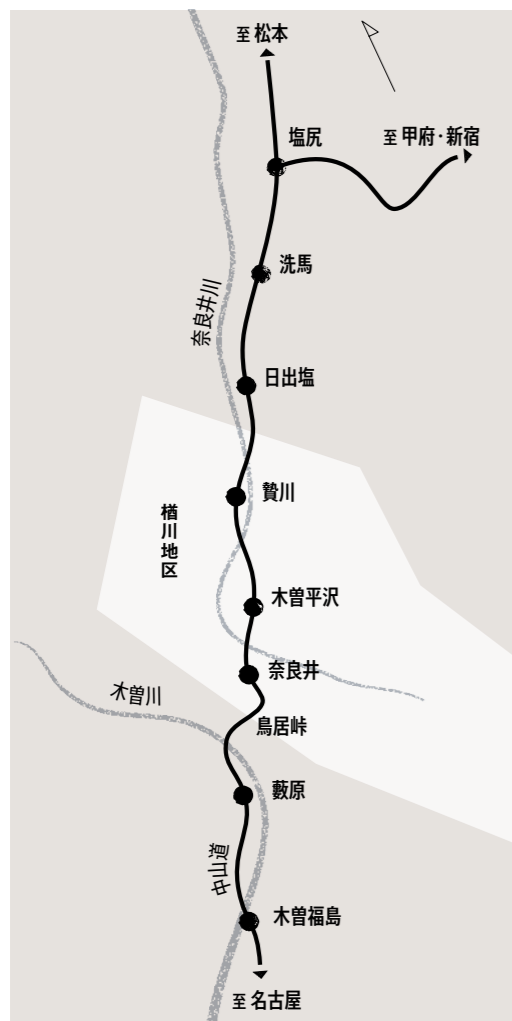 至 松本
塩尻
至 甲府・新宿
洗馬
奈良井川
日出塩
贄川
楢川地区
木曽平沢
奈良井
木曽川
鳥居峠
藪原
中山道
木曽福島
至 名古屋